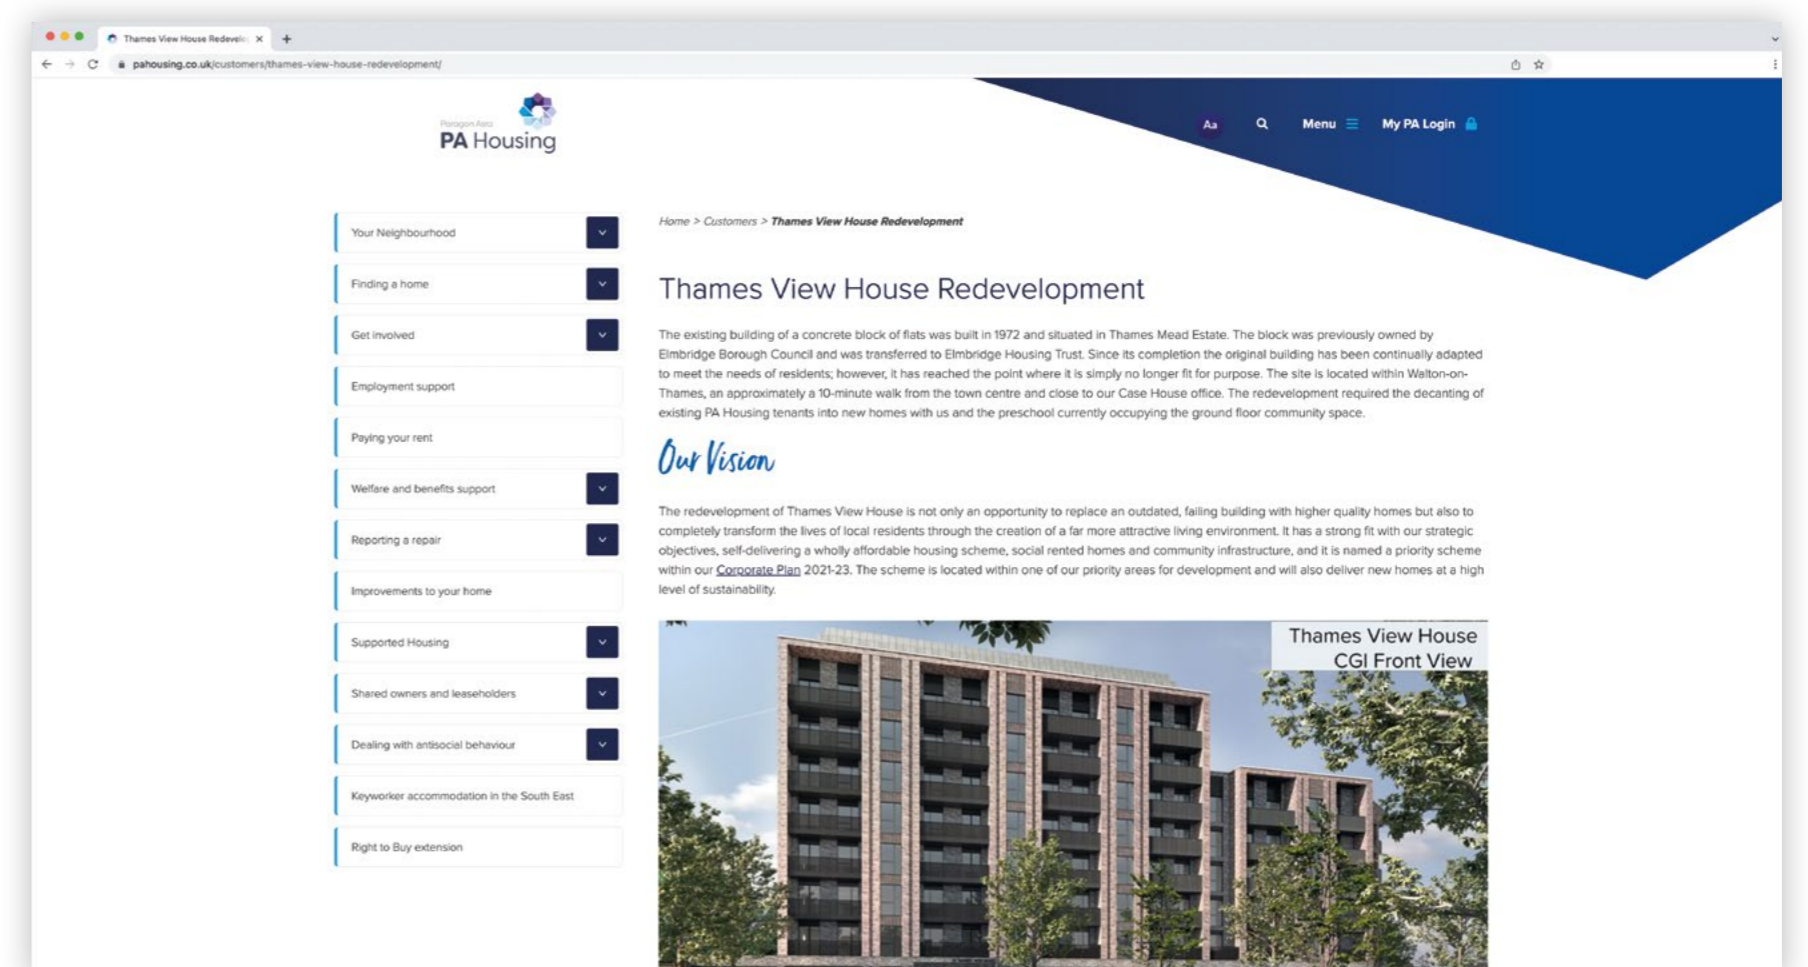 Thames View House Redevelo
pahousing.co.uk/customers/thames-view-house-redevelopment/
Paragon Asra
PA Housing
Aa
Menu
My PA Login
Your Neighbourhood
Finding a home
Get involved
Employment support
Paying your rent
Welfare and benefits support
Reporting a repair
Improvements to your home
Supported Housing
Shared owners and leaseholders
Dealing with antisocial behaviour
Keyworker accommodation in the South East
Right to Buy extension
Home > Customers > Thames View House Redevelopment
Thames View House Redevelopment
The existing building of a concrete block of flats was built in 1972 and situated in Thames Mead Estate. The block was previously owned by
Elmbridge Borough Council and was transferred to Elmbridge Housing Trust. Since its completion the original building has been continually adapted
to meet the needs of residents; however, it has reached the point where it is simply no longer fit for purpose. The site is located within Walton-on-
Thames, an approximately a 10-minute walk from the town centre and close to our Case House office. The redevelopment required the decanting of
existing PA Housing tenants into new homes with us and the preschool currently occupying the ground floor community space.
Our Vision
The redevelopment of Thames View House is not only an opportunity to replace an outdated, failing building with higher quality homes but also to
completely transform the lives of local residents through the creation of a far more attractive living environment. It has a strong fit with our strategic
objectives, self-delivering a wholly affordable housing scheme, social rented homes and community infrastructure, and it is named a priority scheme
within our Corporate Plan 2021-23. The scheme is located within one of our priority areas for development and will also deliver new homes at a high
level of sustainability.
Thames View House
CGI Front View